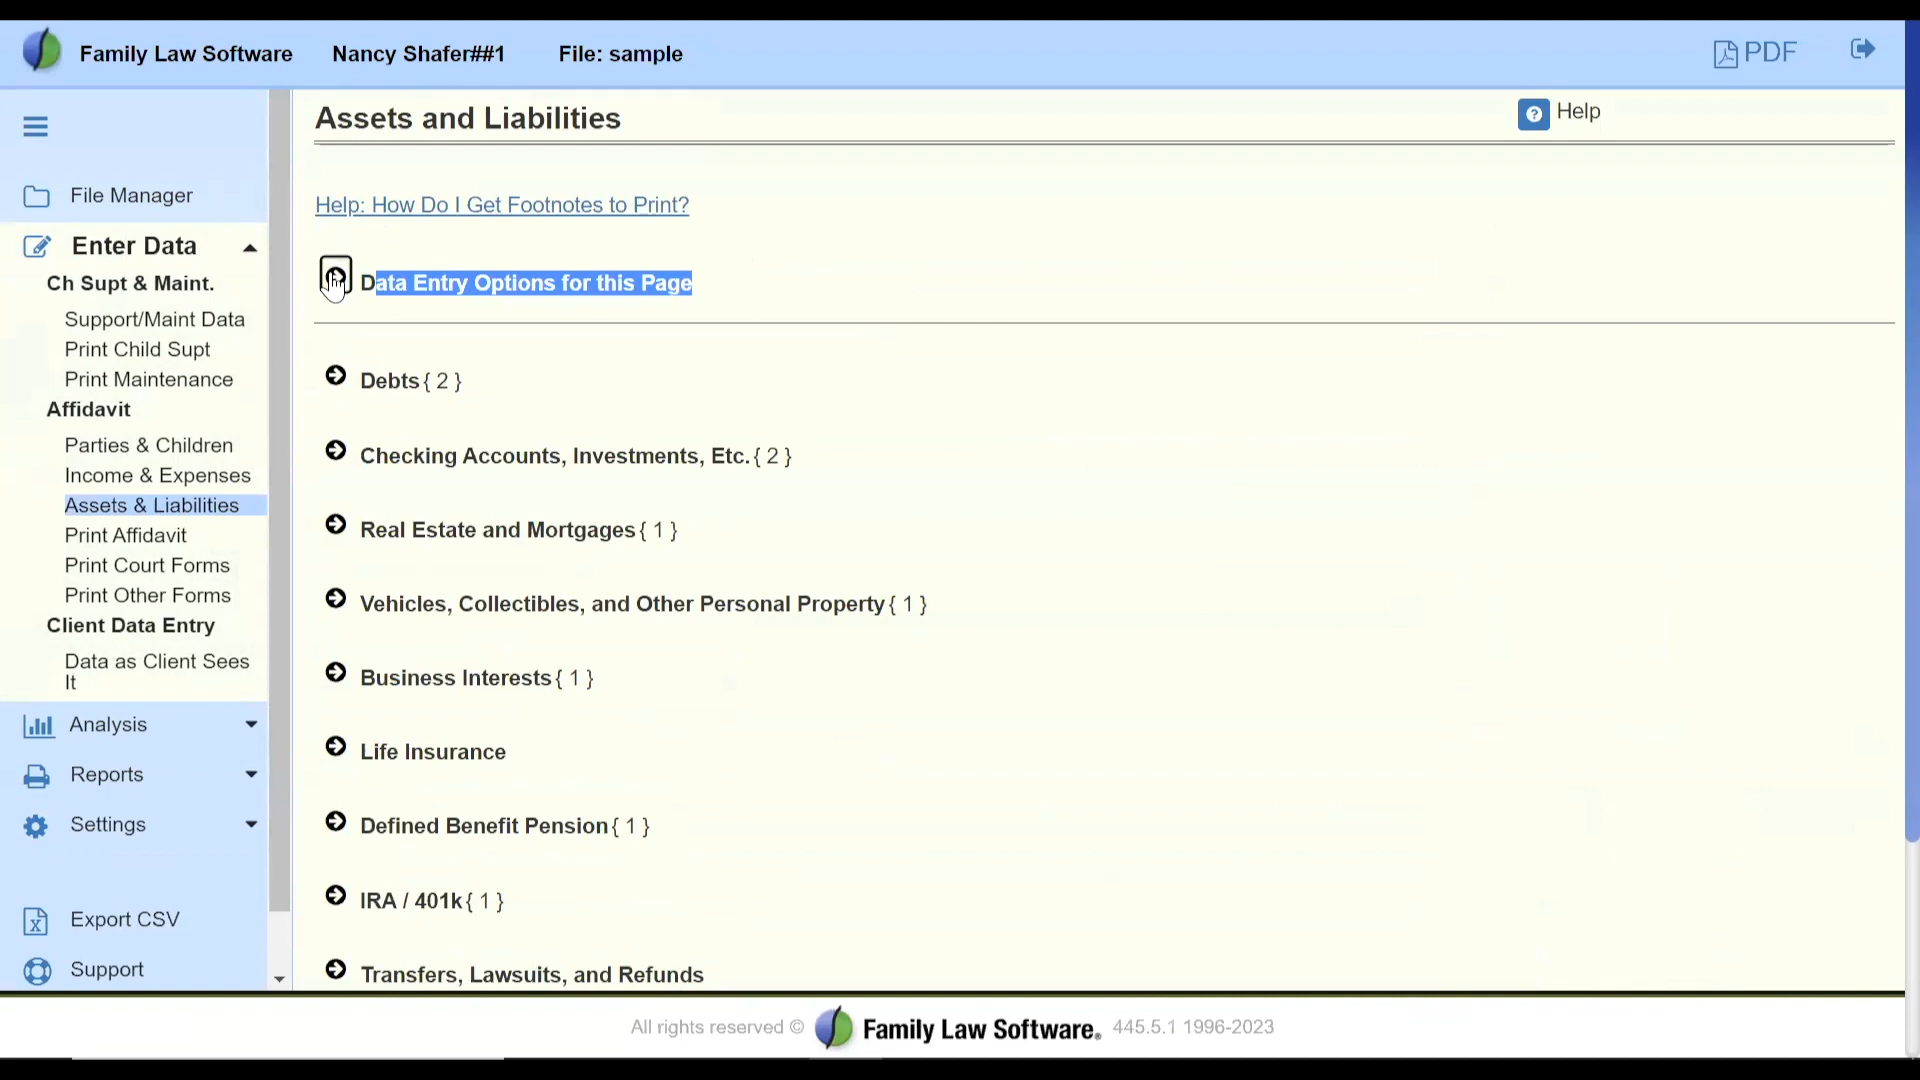 Family Law Software Nancy Shafer##1 File: sample PDF
Assets and Liabilities
Help
Help: How Do I Get Footnotes to Print?
Data Entry Options for this Page
Debts{ 2 }
Checking Accounts, Investments, Etc.{ 2 }
Real Estate and Mortgages{ 1 }
Vehicles, Collectibles, and Other Personal Property{ 1 }
Business Interests{ 1 }
Life Insurance
Defined Benefit Pension{ 1 }
IRA / 401k{ 1 }
Transfers, Lawsuits, and Refunds
File Manager
Enter Data
Ch Supt & Maint.
Support/Maint Data
Print Child Supt
Print Maintenance
Affidavit
Parties & Children
Income & Expenses
Assets & Liabilities
Print Affidavit
Print Court Forms
Print Other Forms
Client Data Entry
Data as Client Sees
It
Analysis
Reports
Settings
Export CSV
Support
All rights reserved © Family Law Software® 445.5.1 1996-2023